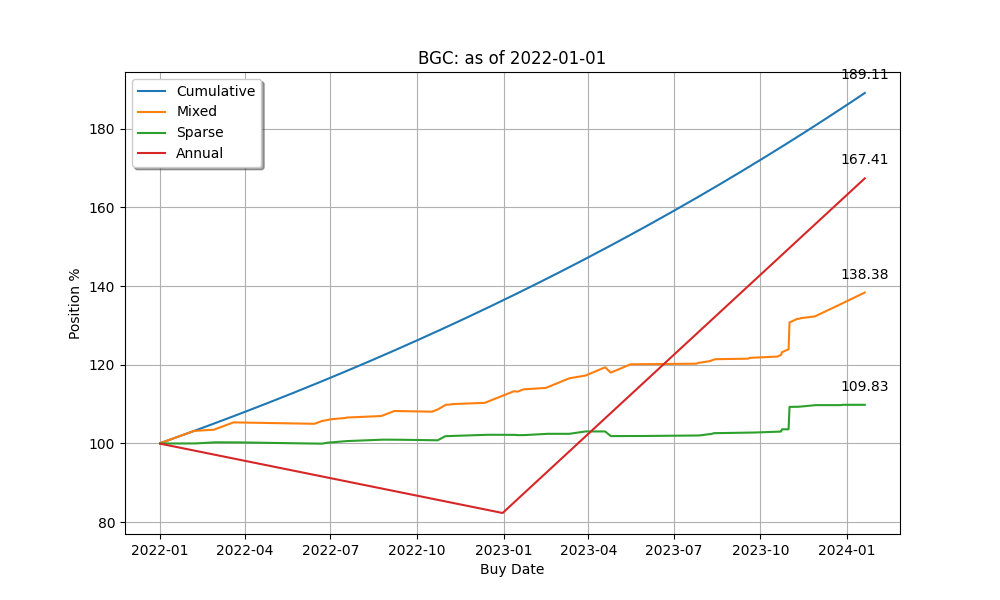 BGC: as of 2022-01-01
Cumulative
Mixed
Sparse
Annual
189.11
167.41
138.38
109.83
Position %
180
160
140
120
100
80
2022-01 2022-04 2022-07 2022-10 2023-01 2023-04 2023-07 2023-10 2024-01
Buy Date